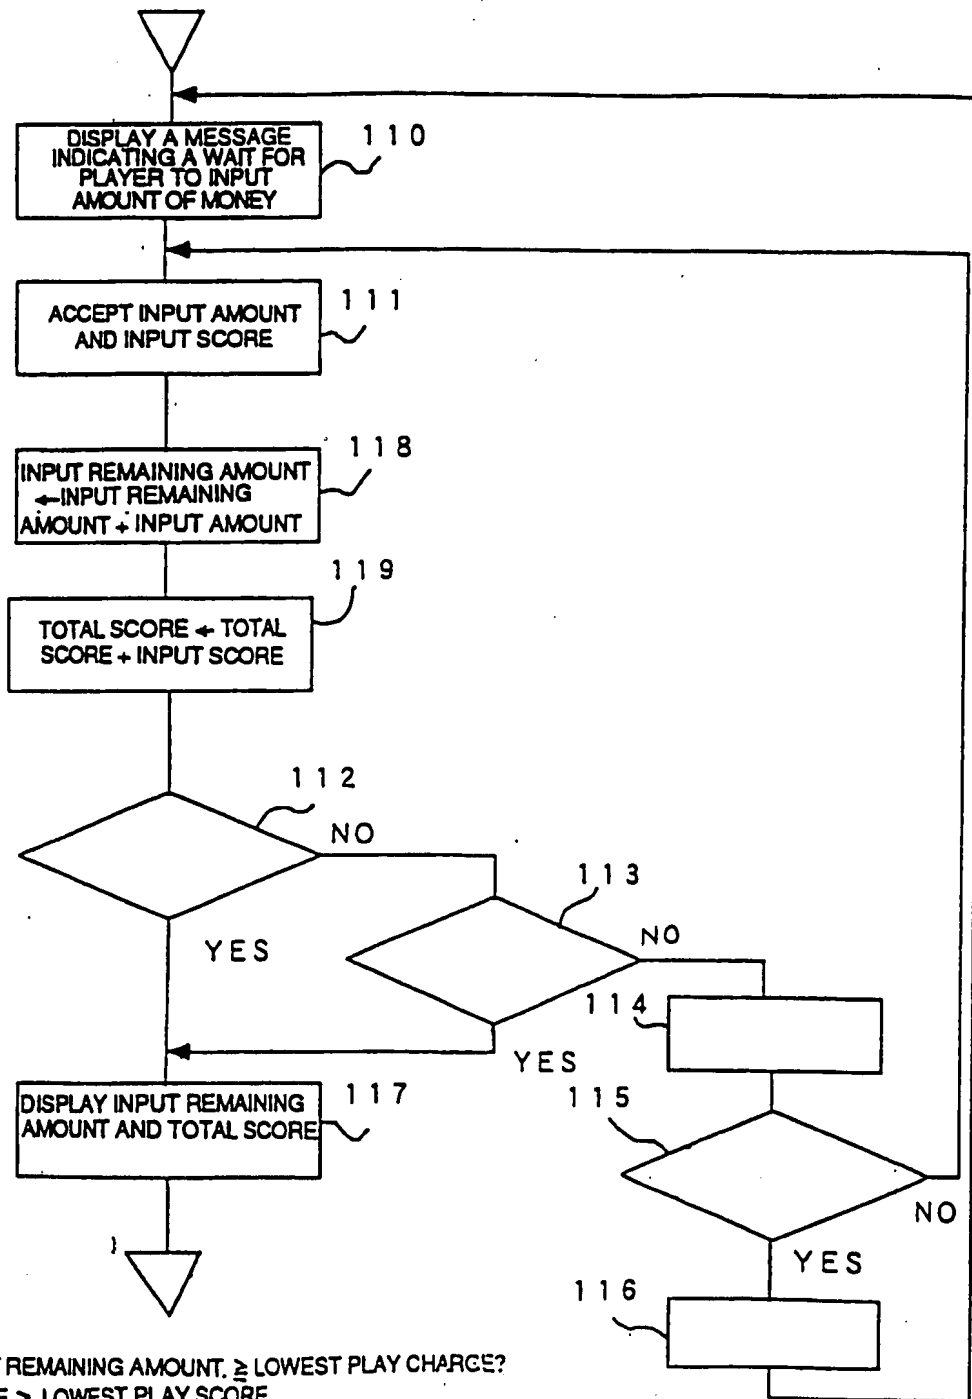 DISPLAY A MESSAGE
INDICATING A WAIT FOR
PLAYER TO INPUT
AMOUNT OF MONEY
110
ACCEPT INPUT AMOUNT
AND INPUT SCORE
111
INPUT REMAINING AMOUNT
←INPUT REMAINING
AMOUNT + INPUT AMOUNT
118
TOTAL SCORE ← TOTAL
SCORE + INPUT SCORE
119
112
NO
YES
113
NO
YES
114
115
NO
YES
116
DISPLAY INPUT REMAINING
AMOUNT AND TOTAL SCORE
117
REMAINING AMOUNT. ≧ LOWEST PLAY CHARGE?
≥ LOWEST PLAY SCORE